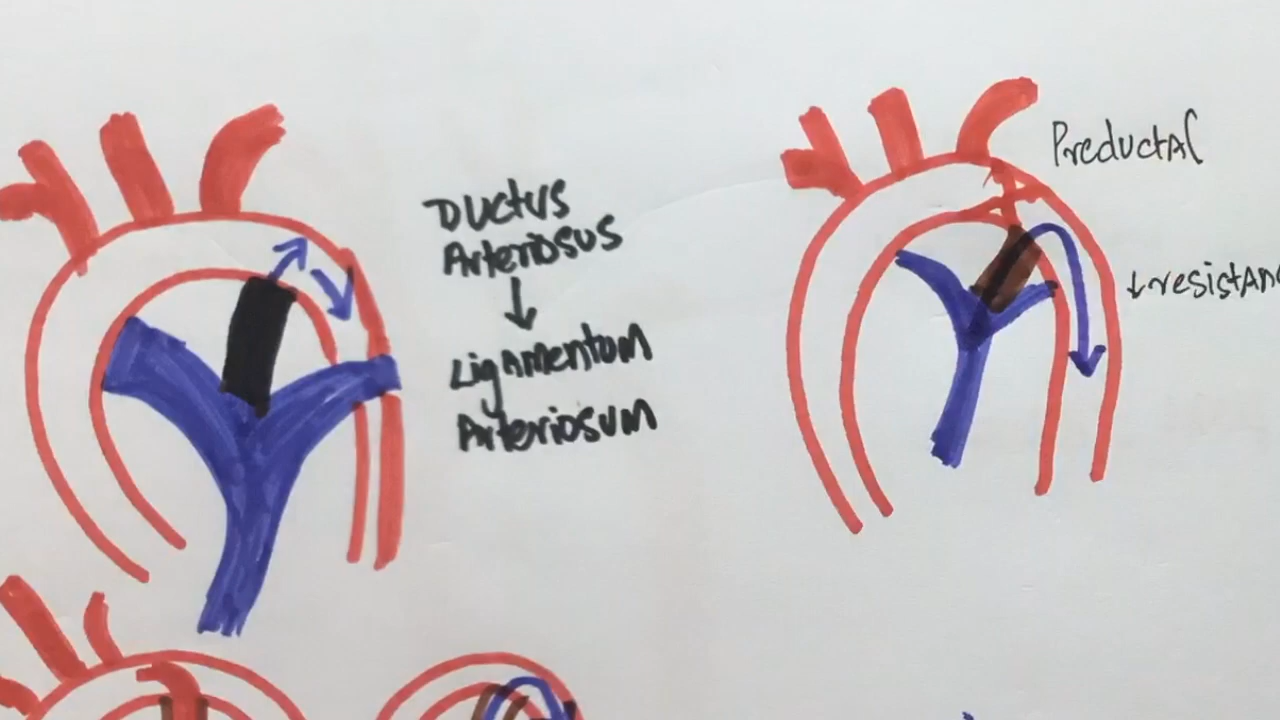 Ductus
Arteriosus
↓
Ligamentum
Arteriosum
Preductal
↓resistan